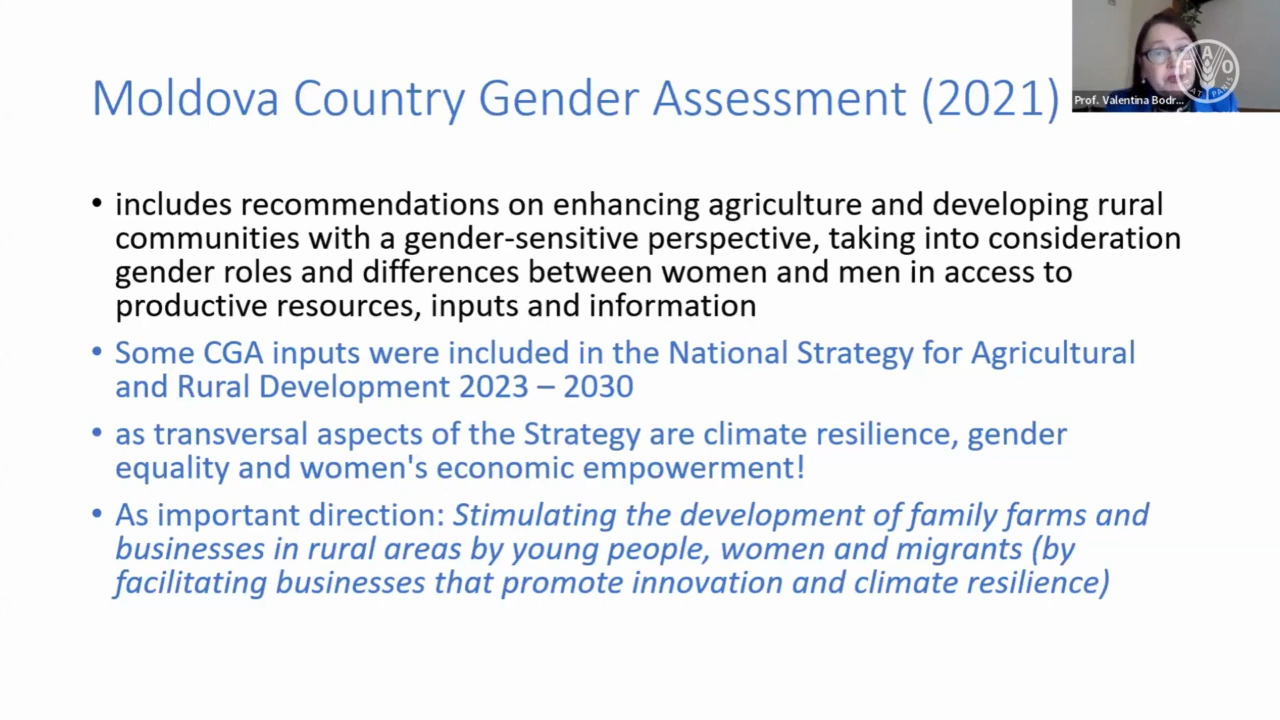 Moldova Country Gender Assessment (2021)
Prof. Valentina Bodr...
FAO
• includes recommendations on enhancing agriculture and developing rural
communities with a gender-sensitive perspective, taking into consideration
gender roles and differences between women and men in access to
productive resources, inputs and information
• Some CGA inputs were included in the National Strategy for Agricultural
and Rural Development 2023 – 2030
• as transversal aspects of the Strategy are climate resilience, gender
equality and women's economic empowerment!
• As important direction: Stimulating the development of family farms and
businesses in rural areas by young people, women and migrants (by
facilitating businesses that promote innovation and climate resilience)